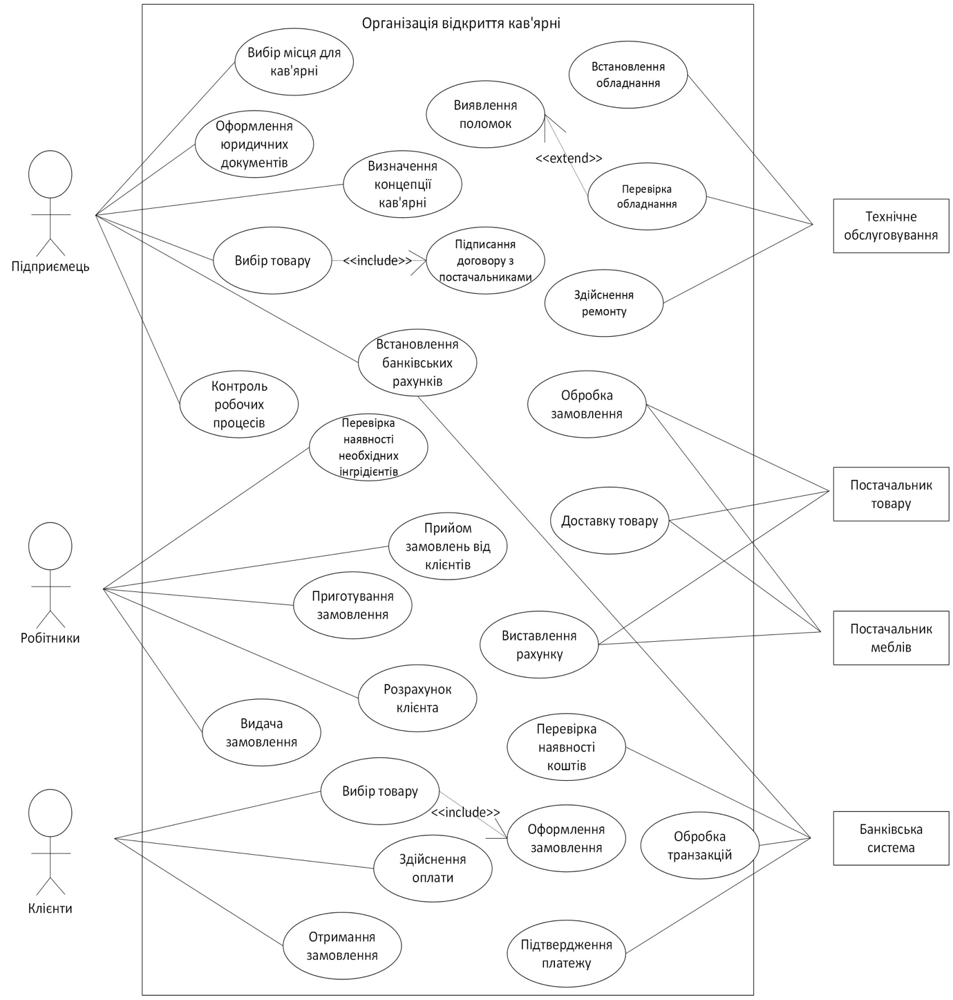 Організація відкриття кав'ярні
Вибір місця для
кав'ярні
Встановлення
обладнання
Виявлення
поломок
Оформлення
юридичних
документів
<<extend>>
Визначення
концепції
кав'ярні
Перевірка
обладнання
Підприємець
Технічне
обслуговування
Вибір товару
<<include>>
Підписання
договору з
постачальниками
Здійснення
ремонту
Встановлення
банківських
рахунків
Контроль
робочих
процесів
Обробка
замовлення
Перевірка
наявності
необхідних
інгрідієнтів
Постачальник
товару
Доставку товару
Прийом
замовлень від
клієнтів
Приготування
замовлення
Робітники
Виставлення
рахунку
Постачальник
меблів
Розрахунок
клієнта
Видача
замовлення
Перевірка
наявності
коштів
Вибір товару
<<include>>
Оформлення
замовлення
Обробка
транзакцій
Банківська
система
Здійснення
оплати
Клієнти
Отримання
замовлення
Підтвердження
платежу